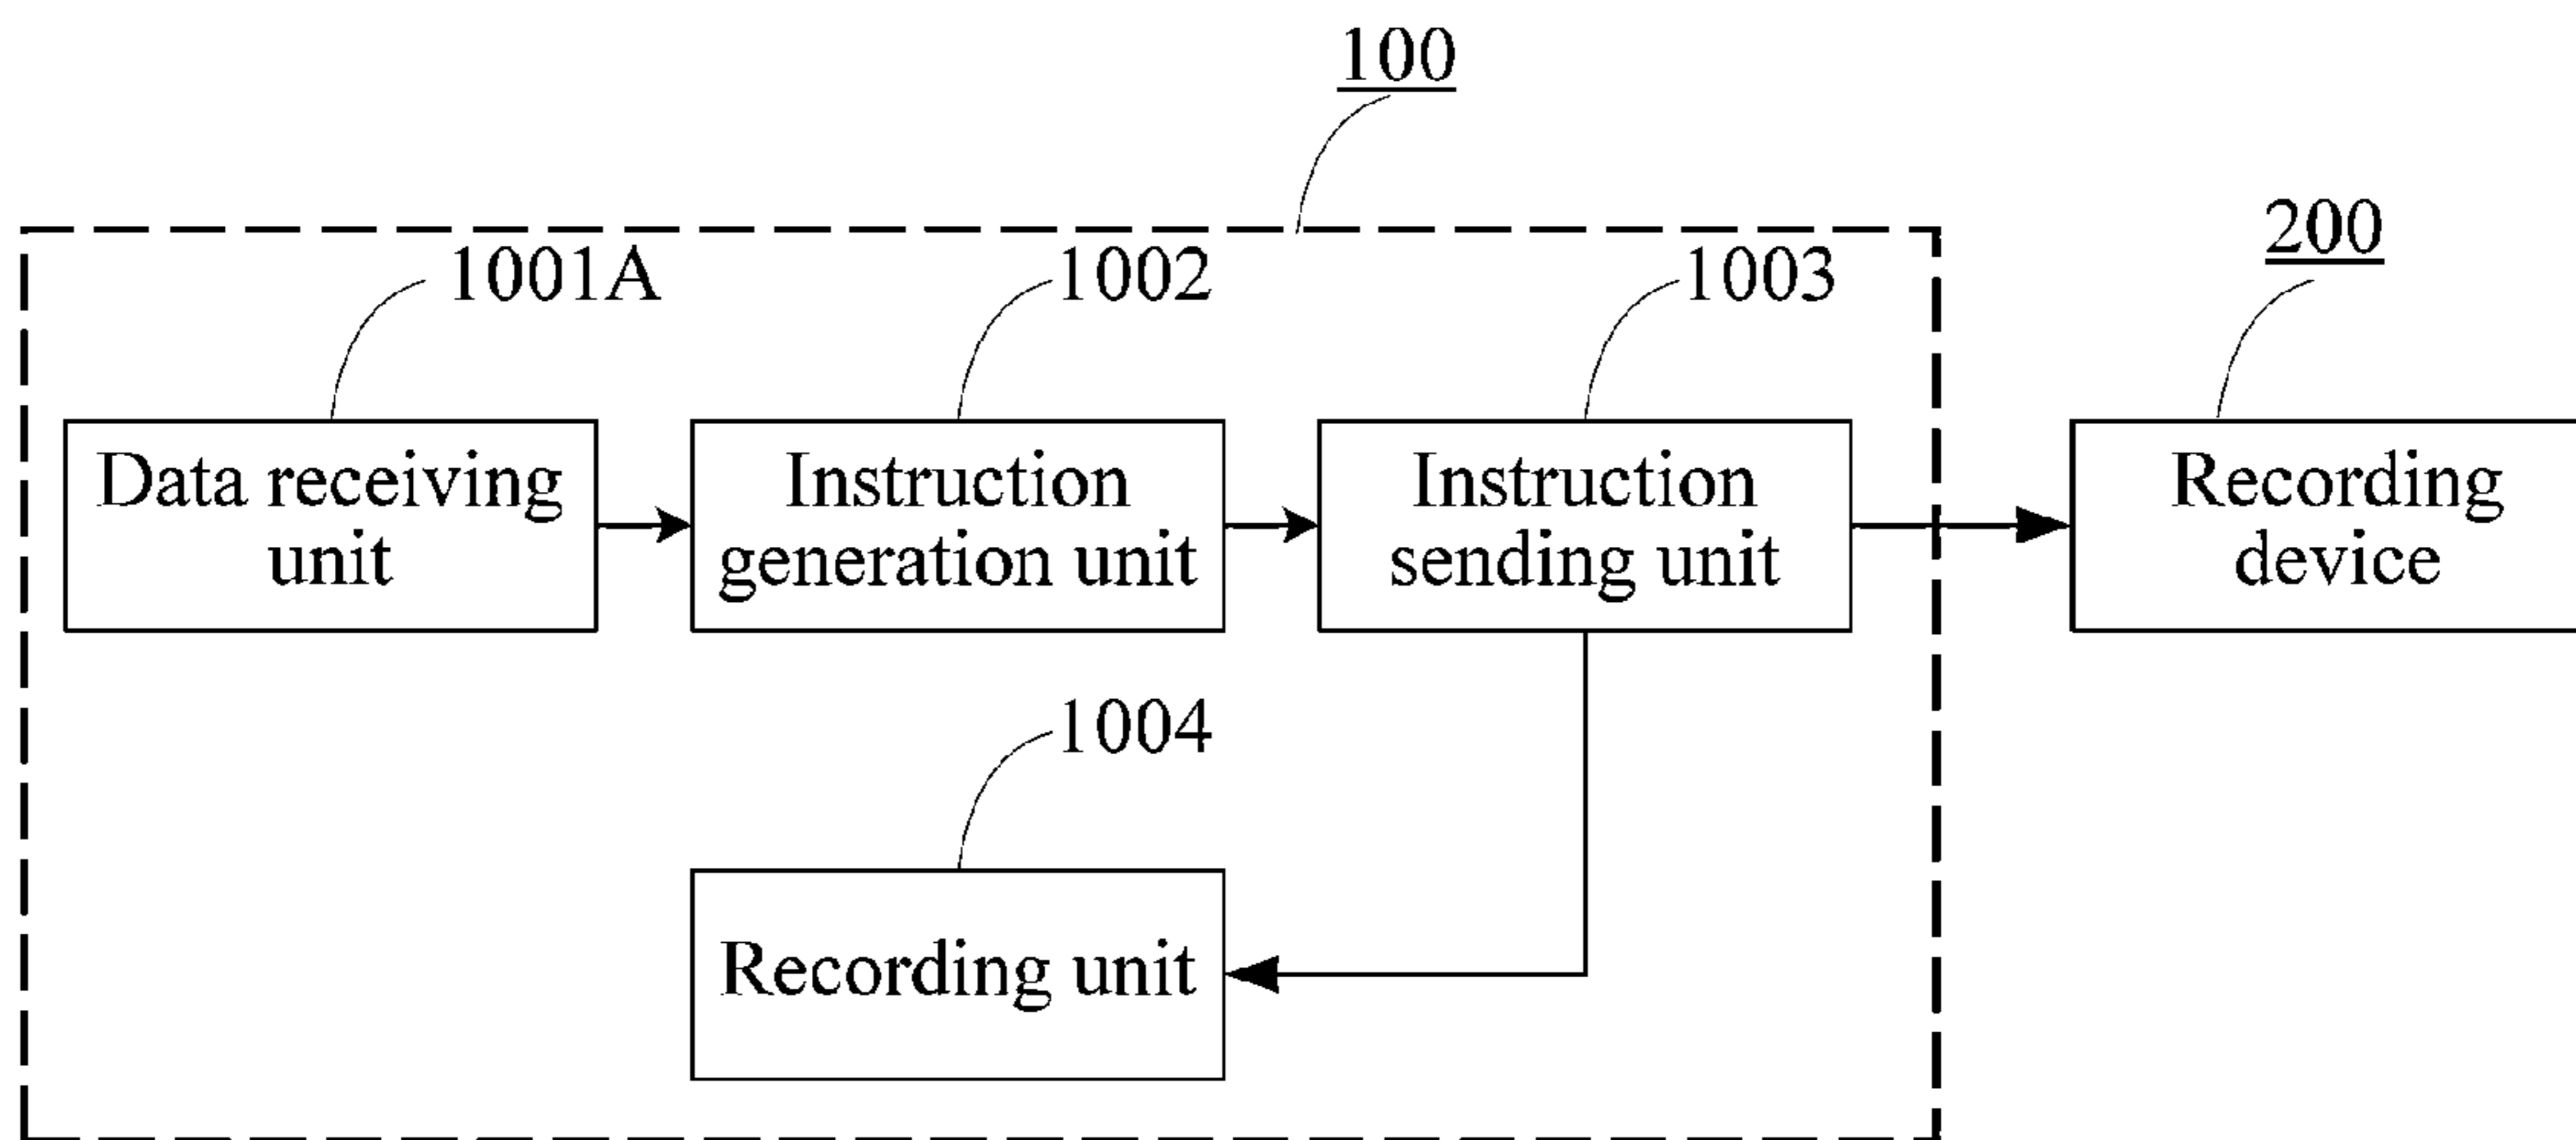 100
200
1001A
1002
1003
Data receiving
unit
Instruction
generation unit
Instruction
sending unit
Recording
device
1004
Recording unit